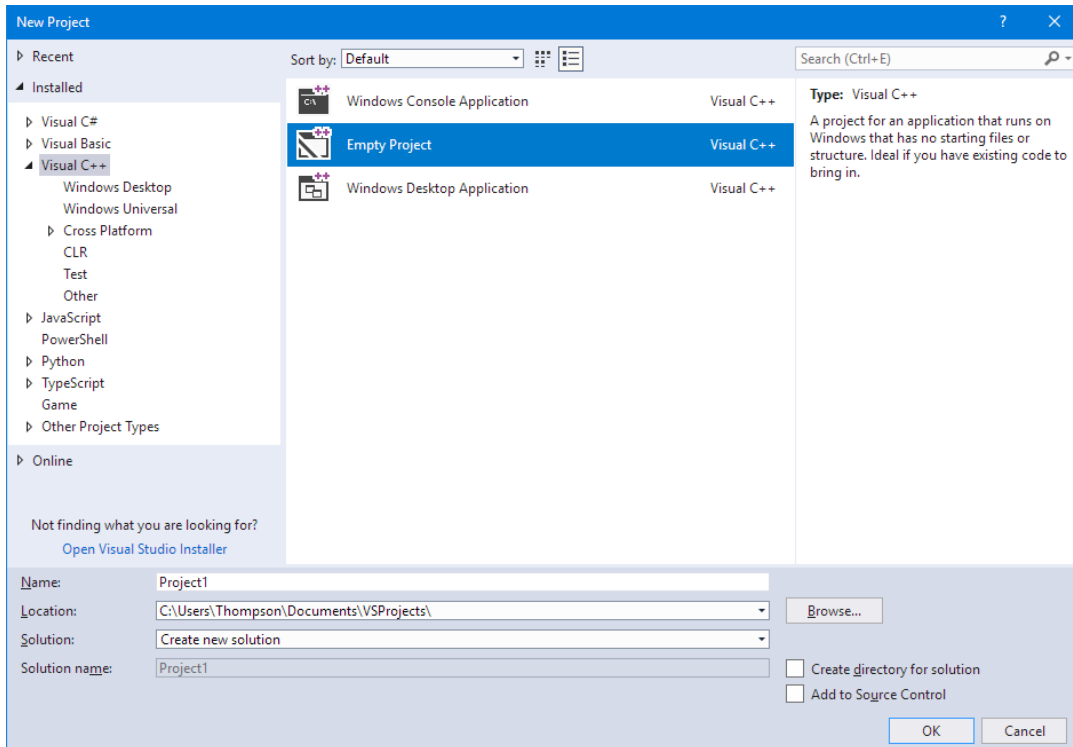 New Project
? ×
Recent
Sort by: Default
Search (Ctrl+E)
Installed
Visual C#
Visual Basic
Visual C++
Windows Desktop
Windows Universal
Cross Platform
CLR
Test
Other
JavaScript
PowerShell
Python
TypeScript
Game
Other Project Types
Online
Not finding what you are looking for?
Open Visual Studio Installer
Windows Console Application Visual C++
Empty Project Visual C++
Windows Desktop Application Visual C++
Type: Visual C++
A project for an application that runs on
Windows that has no starting files or
structure. Ideal if you have existing code to
bring in.
Name: Project1
Location: C:\Users\Thompson\Documents\VSProjects\
Browse...
Solution: Create new solution
Solution name: Project1
Create directory for solution
Add to Source Control
OK Cancel